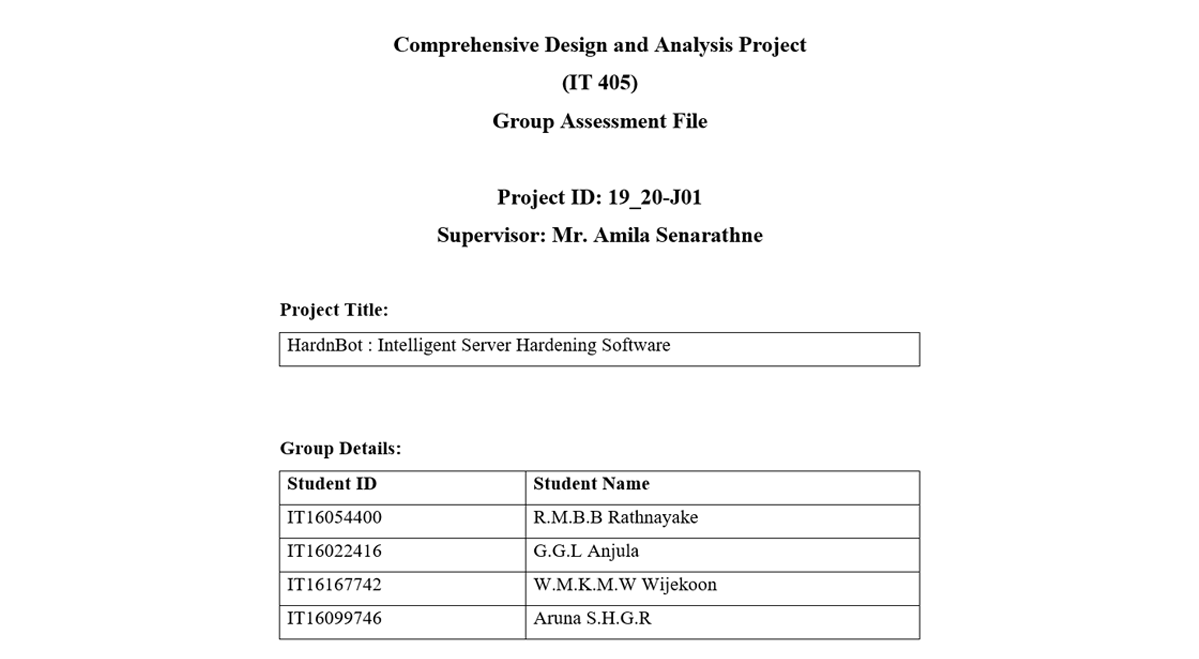 Comprehensive Design and Analysis Project
(IT 405)
Group Assessment File
Project ID: 19_20-J01
Supervisor: Mr. Amila Senarathne
Project Title:
HardnBot : Intelligent Server Hardening Software
Group Details:
Student ID Student Name
IT16054400 R.M.B.B Rathnayake
IT16022416 G.G.L Anjula
IT16167742 W.M.K.M.W Wijekoon
IT16099746 Aruna S.H.G.R